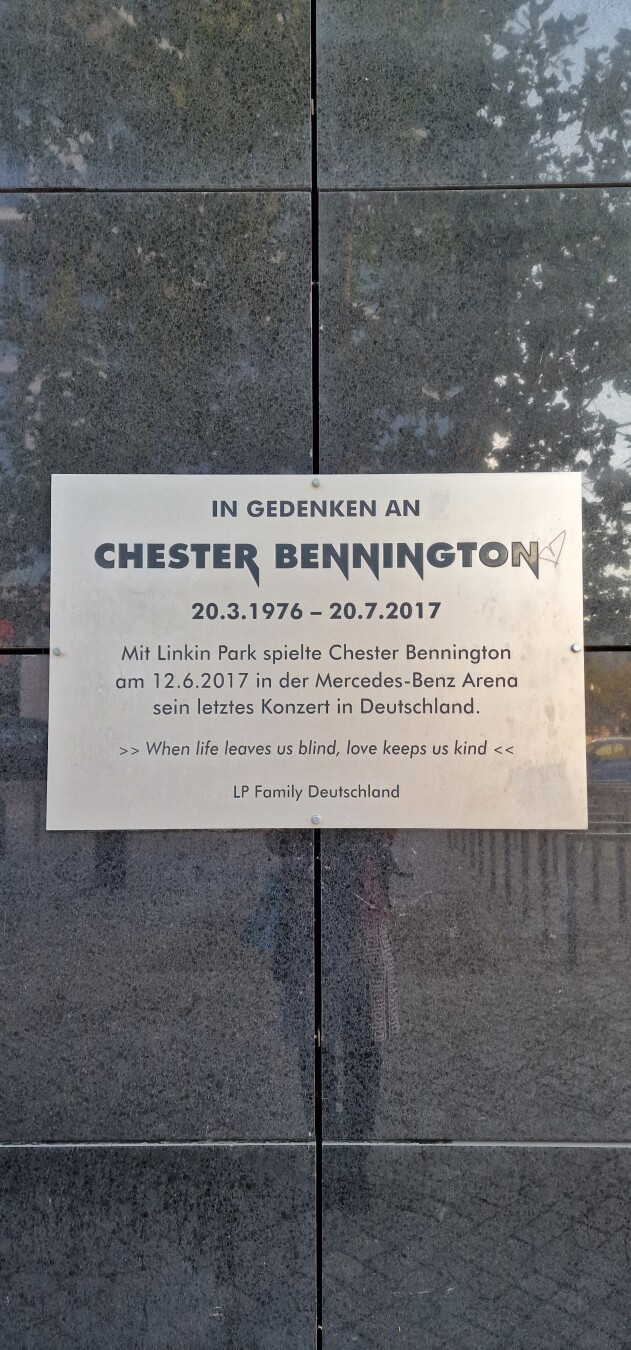 IN GEDENKEN AN
CHESTER BENNINGTON
20.3.1976 – 20.7.2017
Mit Linkin Park spielte Chester Bennington
am 12.6.2017 in der Mercedes-Benz Arena
sein letztes Konzert in Deutschland.
>> When life leaves us blind, love keeps us kind <<
LP Family Deutschland